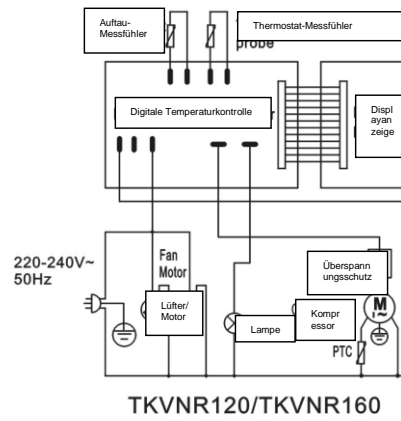 Auftau-
Messfühler
Thermostat-Messfühler
probe
Digitale Temperaturkontrolle
Displ
ayan
zeige
220-240V~
50Hz
Fan
Motor
Lüfter/
Motor
Überspann
ungsschutz
Lampe
Kompr
essor
M
1~
PTC
TKVNR120/TKVNR160